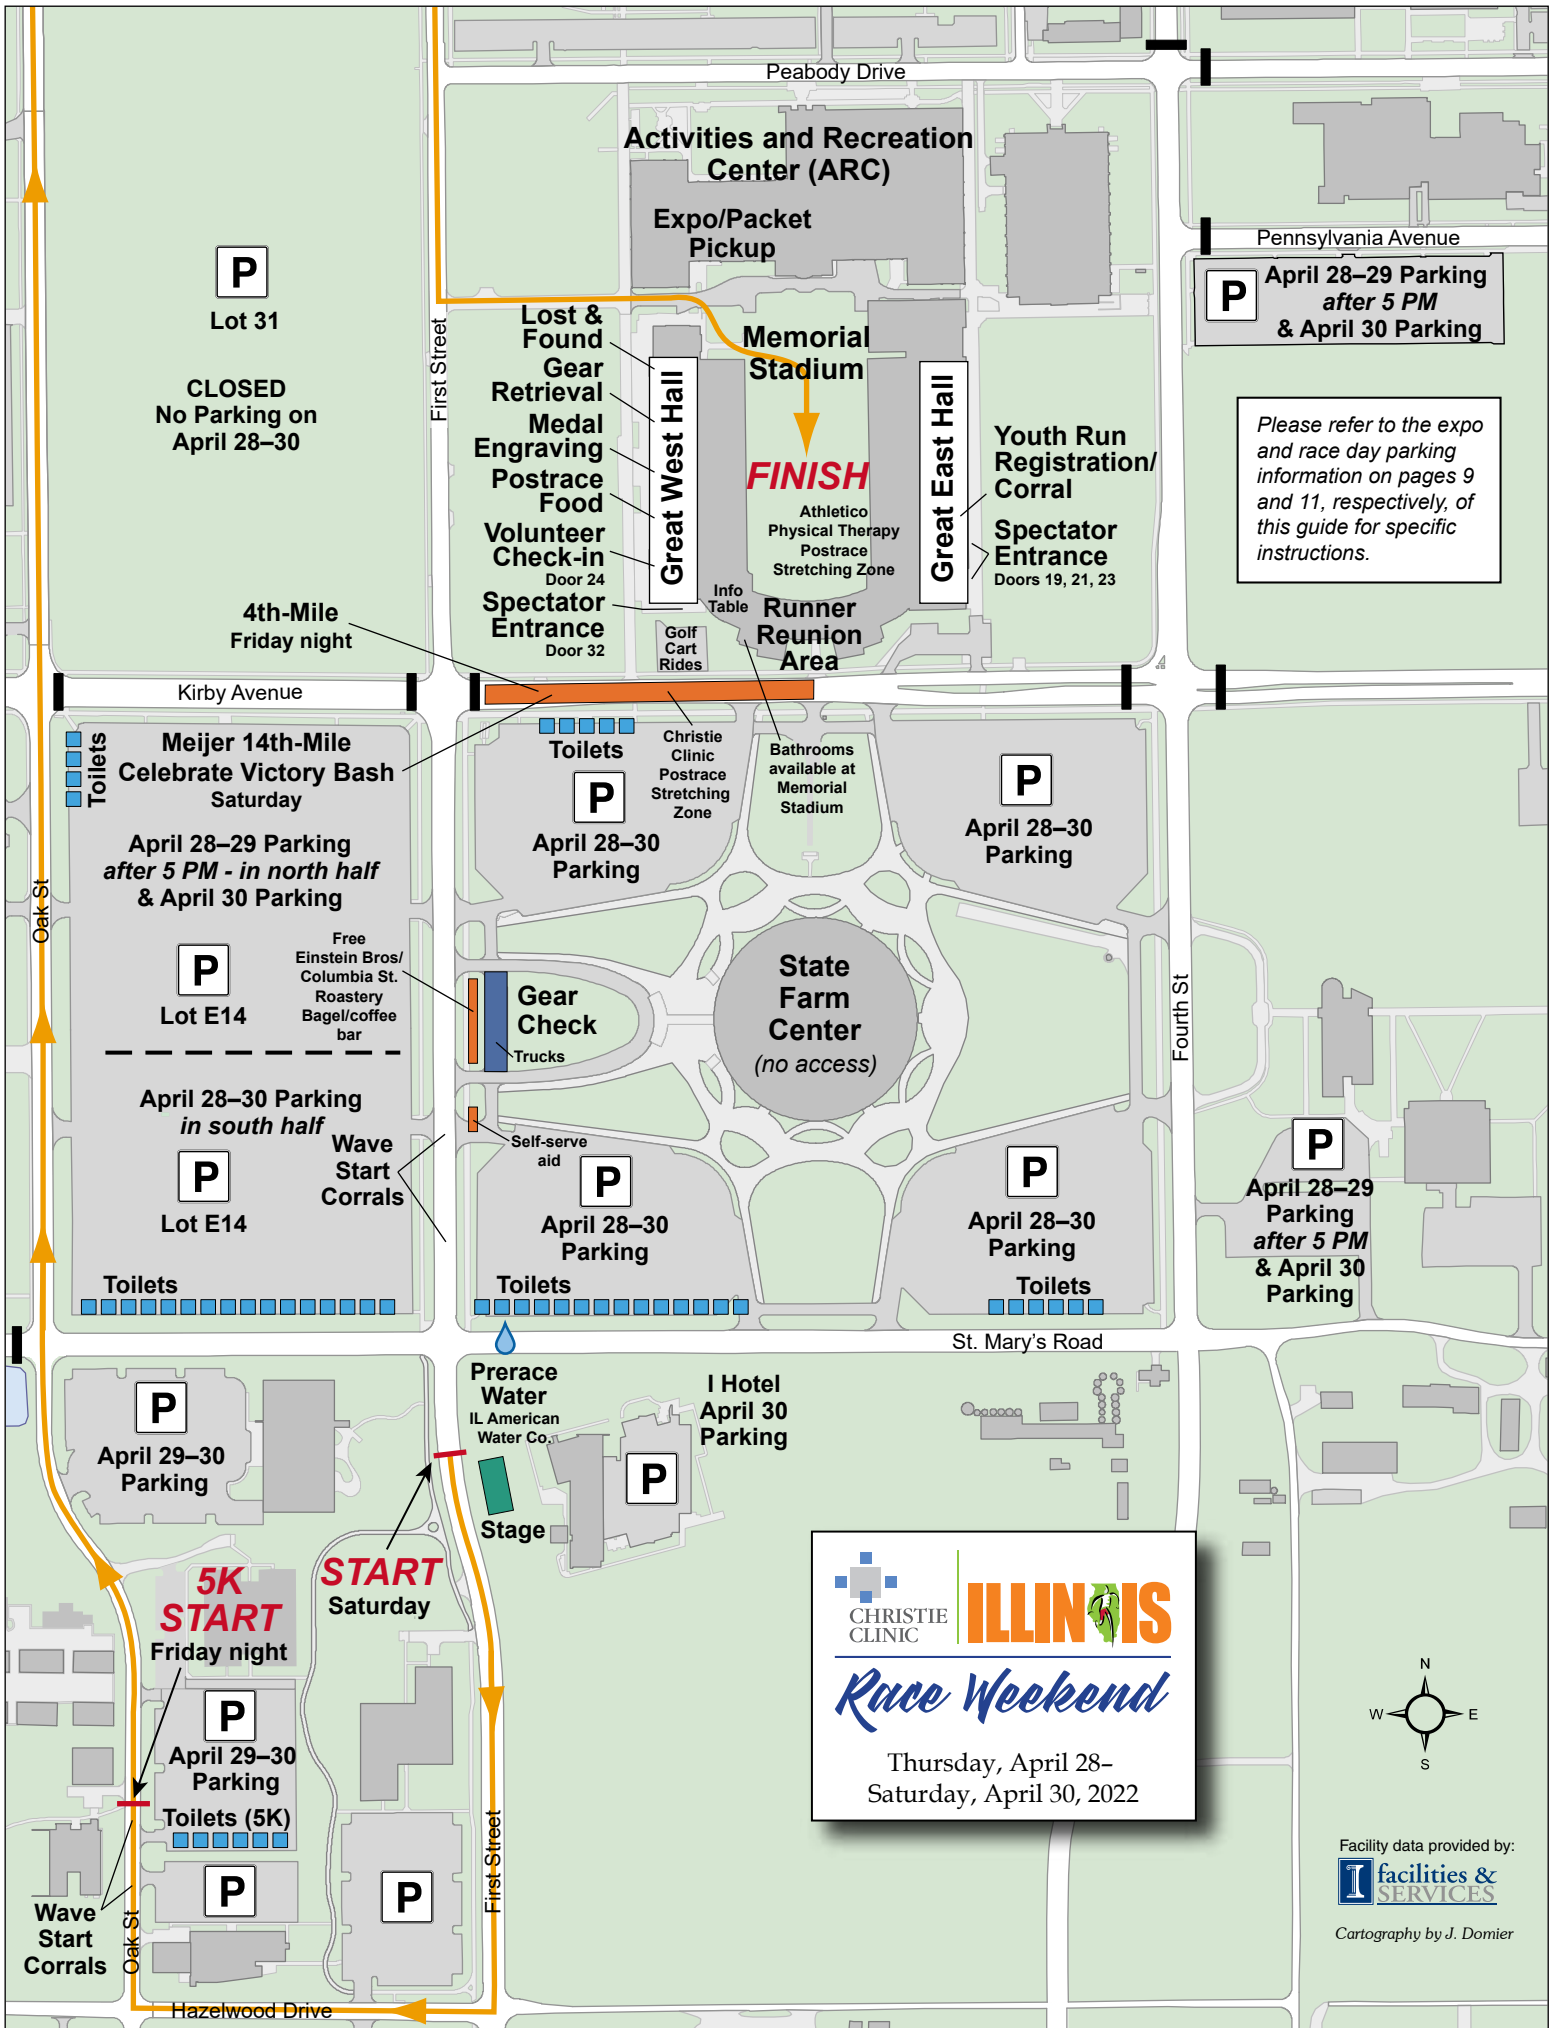 Peabody Drive
Activities and Recreation
Center (ARC)
Expo/Packet
Pickup
Pennsylvania Avenue
P
April 28–29 Parking
after 5 PM
& April 30 Parking
P
Lot 31
CLOSED
No Parking on
April 28–30
First Street
Lost &
Found
Gear
Retrieval
Medal
Engraving
Postrace
Food
Volunteer
Check-in
Door 24
Spectator
Entrance
Door 32
Great West Hall
Memorial
Stadium
FINISH
Athletico
Physical Therapy
Postrace
Stretching Zone
Great East Hall
Youth Run
Registration/
Corral
Spectator
Entrance
Doors 19, 21, 23
Please refer to the expo
and race day parking
information on pages 9
and 11, respectively, of
this guide for specific
instructions.
Info
Table
Runner
Reunion
Area
Golf
Cart
Rides
4th-Mile
Friday night
Kirby Avenue
Toilets
Meijer 14th-Mile
Celebrate Victory Bash
Saturday
Toilets
Christie
Clinic
Postrace
Stretching
Zone
Bathrooms
available at
Memorial
Stadium
P
April 28–30
Parking
P
April 28–30
Parking
April 28–29 Parking
after 5 PM - in north half
& April 30 Parking
Oak St
P
Lot E14
Free
Einstein Bros/
Columbia St.
Roastery
Bagel/coffee
bar
Gear
Check
Trucks
State
Farm
Center
(no access)
Fourth St
April 28–30 Parking
in south half
P
Lot E14
Wave
Start
Corrals
Self-serve
aid
P
April 28–30
Parking
P
April 28–30
Parking
P
April 28–29
Parking
after 5 PM
& April 30
Parking
Toilets
Toilets
Toilets
St. Mary's Road
P
April 29–30
Parking
Prerace
Water
IL American
Water Co.
Stage
I Hotel
April 30
Parking
P
5K
START
Friday night
START
Saturday
P
April 29–30
Parking
Toilets (5K)
P
P
Wave
Start
Corrals
Oak St
First Street
Hazelwood Drive
CHRISTIE
CLINIC
ILLINOIS
Race Weekend
Thursday, April 28–
Saturday, April 30, 2022
N
W
E
S
Facility data provided by:
I
facilities &
SERVICES
Cartography by J. Domier